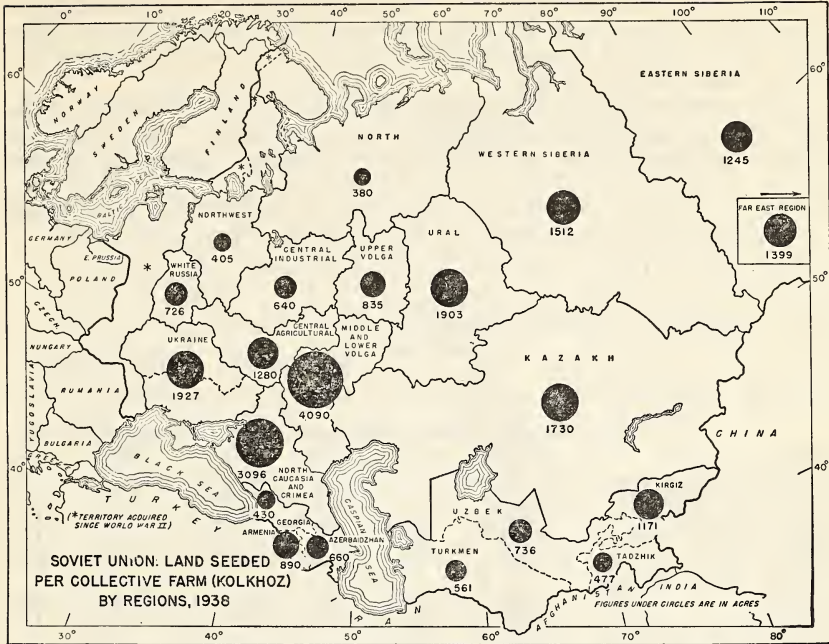 0° 10° 20° 30° 40° 50° 60° 70° 80° 90° 100° 110°
60°
60°
EASTERN SIBERIA
1245
NORWAY
SWEDEN
FINLAND
*
NORTH
380
WESTERN SIBERIA
1512
FAR EAST REGION
1399
NORTHWEST
405
CENTRAL
INDUSTRIAL
640
UPPER
VOLGA
835
URAL
1903
GERMANY
E. PRUSSIA
POLAND
*
WHITE
RUSSIA
726
50°
50°
CZECH.
HUNGARY
UKRAINE
1927
CENTRAL
AGRICULTURAL
1280
MIDDLE
AND
LOWER
VOLGA
4090
KAZAKH
1730
YUGOSLAVIA
RUMANIA
BULGARIA
BLACK SEA
3096
NORTH
CAUCASIA
AND
CRIMEA
CHINA
40°
40°
TURKEY
(*TERRITORY ACQUIRED
SINCE WORLD WAR II)
430
GEORGIA
ARMENIA
890
AZERBAIDZHAN
660
CASPIAN SEA
UZBEK
736
KIRGIZ
1171
TURKMEN
561
TADZHIK
477
SOVIET UNION: LAND SEEDED
PER COLLECTIVE FARM (KOLKHOZ)
BY REGIONS, 1938
IRAN
AFGHANISTAN
INDIA
FIGURES UNDER CIRCLES ARE IN ACRES
30° 40° 50° 60° 70° 80°